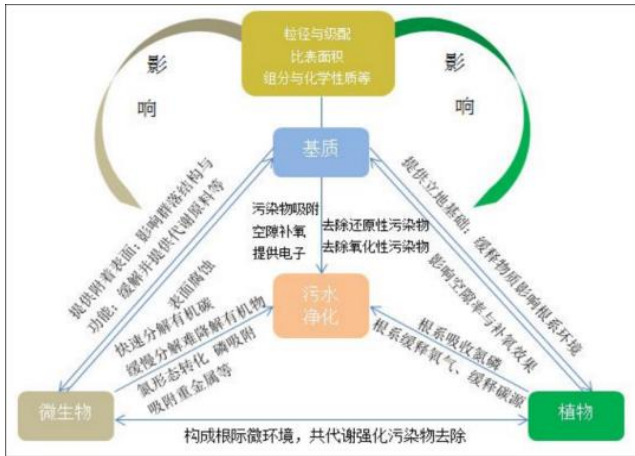 粒径与级配
比表面积
组分与化学性质等
影
响
影
响
基质
提供附着表面；影响群落结构与
功能；缓解并提供代谢原料等
提供立地基础；缓释物质影响根系环境
影响空隙率与补氧效果
污染物吸附
空隙补氧
提供电子
去除还原性污染物
去除氧化性污染物
污水
净化
表面腐蚀
快速分解有机碳
缓慢分解难降解有机物
氮形态转化 磷吸附
吸附重金属等
根系吸收氮磷
根系缓释氧气、缓释碳源
微生物
植物
构成根际微环境，共代谢强化污染物去除